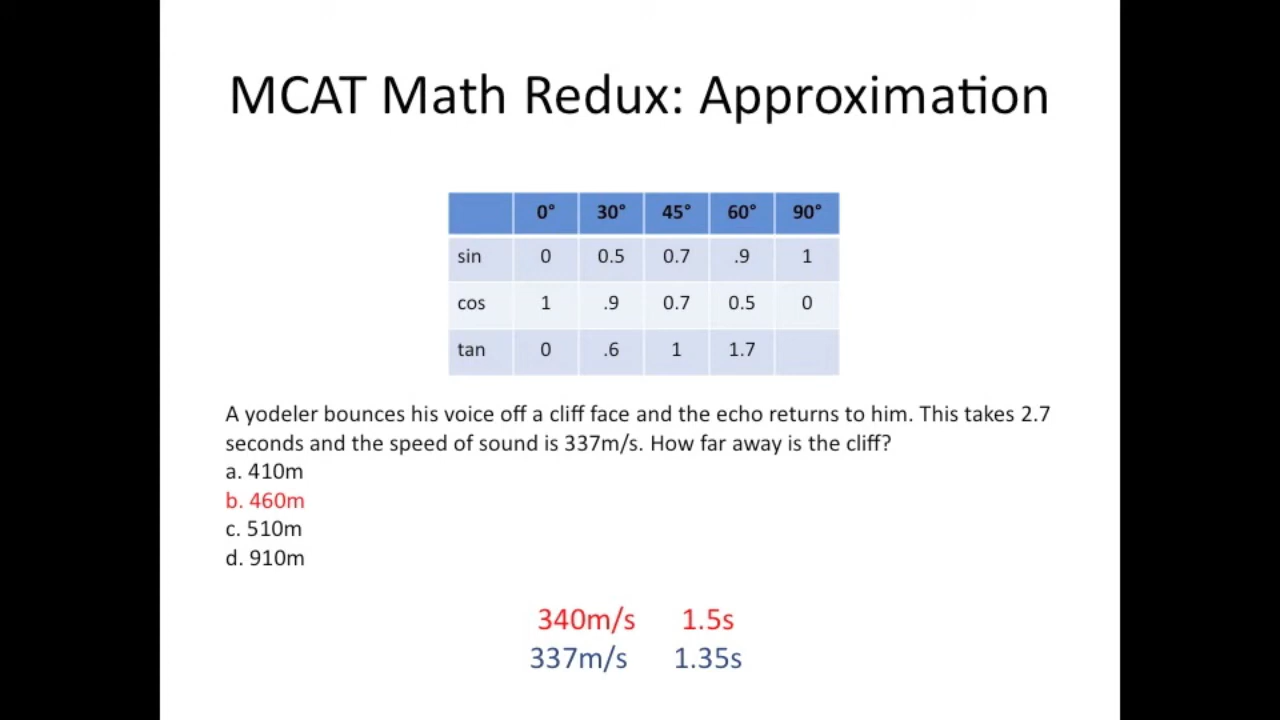 MCAT Math Redux: Approximation
0° 30° 45° 60° 90°
sin 0 0.5 0.7 .9 1
cos 1 .9 0.7 0.5 0
tan 0 .6 1 1.7
A yodeler bounces his voice off a cliff face and the echo returns to him. This takes 2.7
seconds and the speed of sound is 337m/s. How far away is the cliff?
a. 410m
b. 460m
c. 510m
d. 910m
340m/s 1.5s
337m/s 1.35s